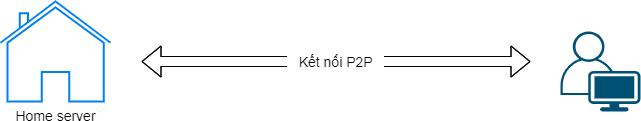 Kết nối P2P
Home server